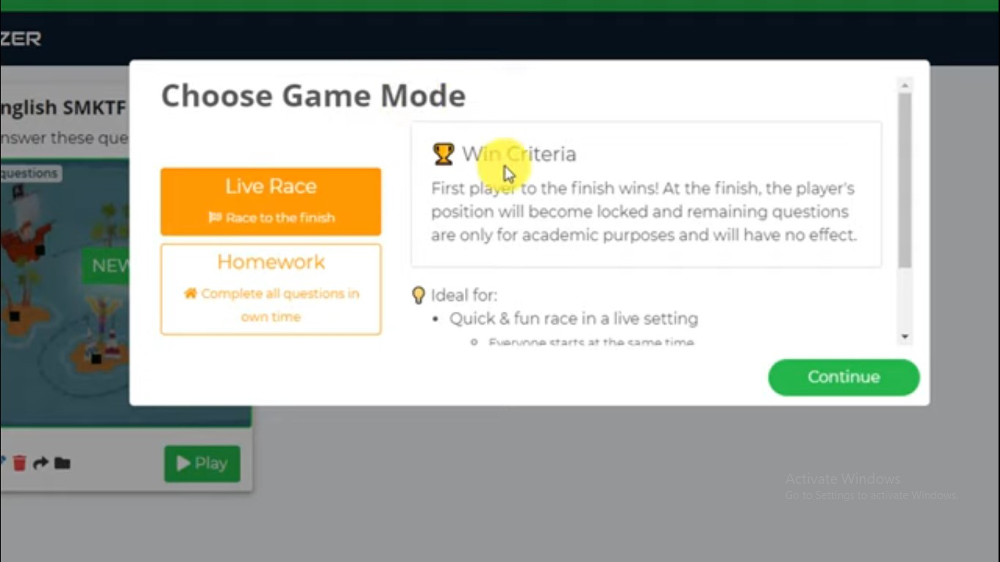 ZER
Choose Game Mode
nglish SMKTF
nswer these que
questions
NEW
Live Race
Race to the finish
Homework
Complete all questions in
own time
Win Criteria
First player to the finish wins! At the finish, the player's
position will become locked and remaining questions
are only for academic purposes and will have no effect.
Ideal for:
• Quick & fun race in a live setting
Everyone starts at the same time
Continue
Play
Activate Windows
Go to Settings to activate Windows.